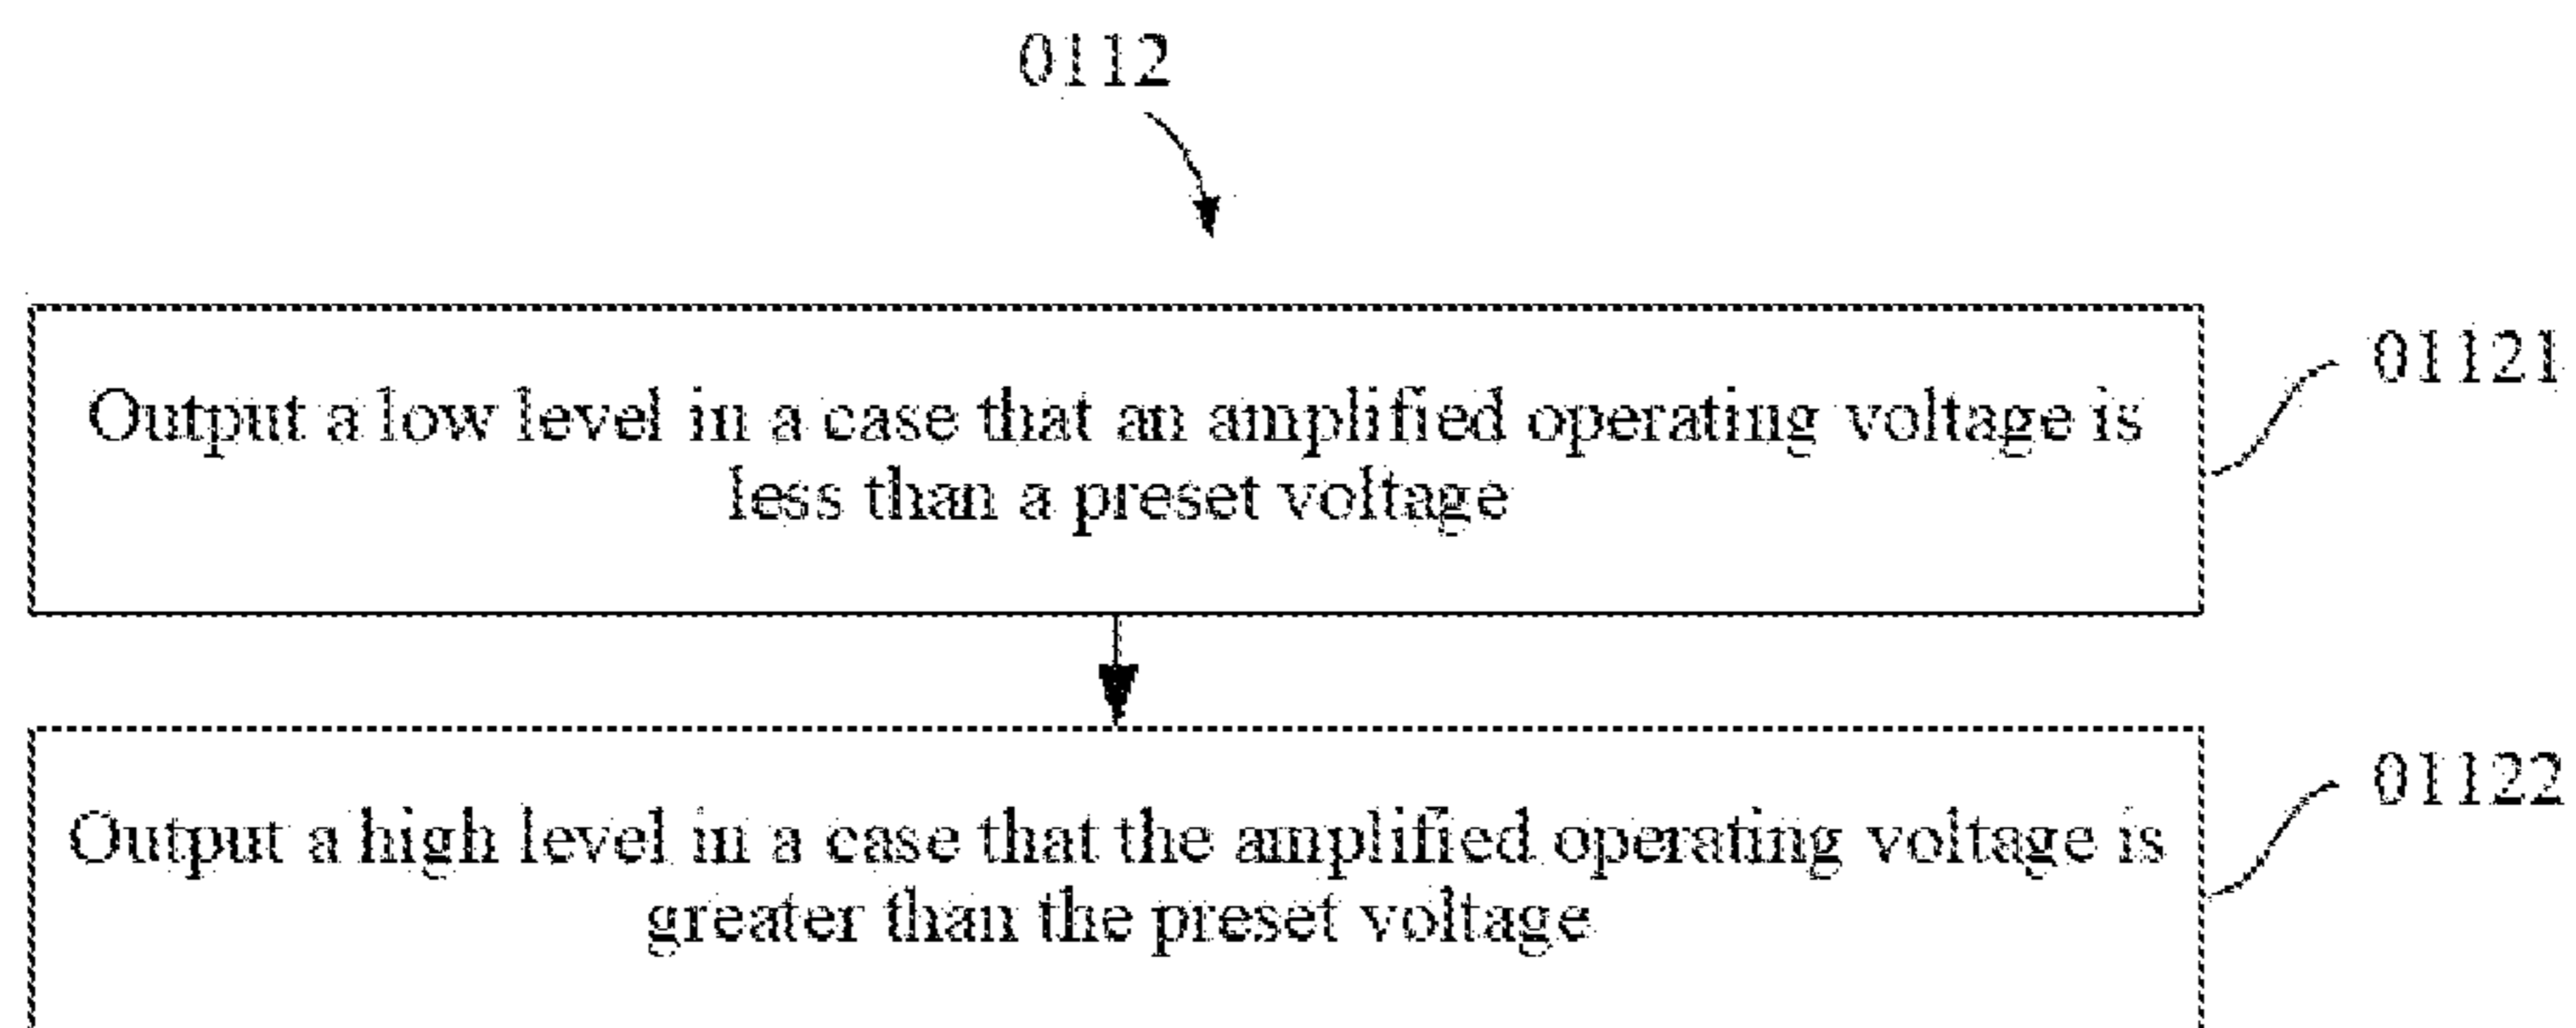 0112
01121
Output a low level in a case that an amplified operating voltage is
less than a preset voltage
01122
Output a high level in a case that the amplified operating voltage is
greater than the preset voltage